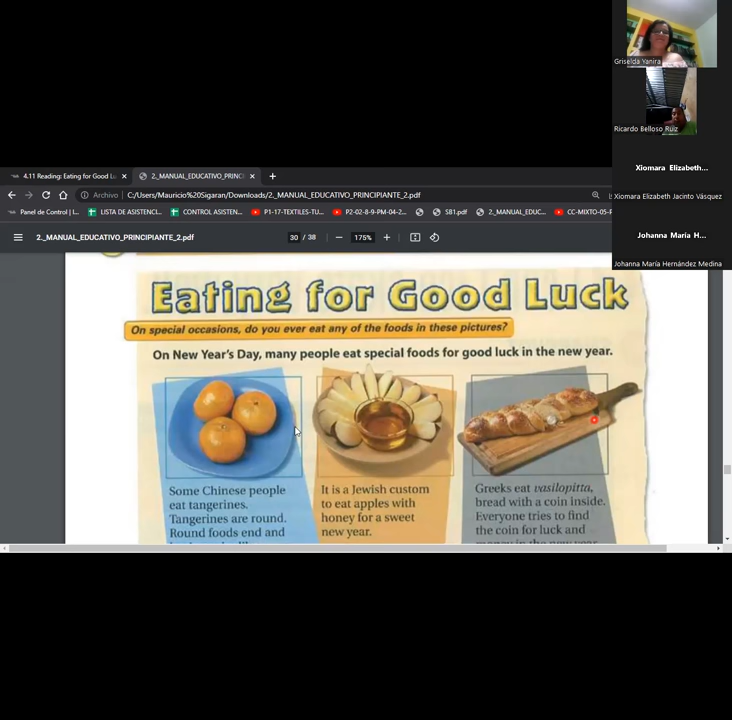 Griselda Yanira
Ricardo Belloso Ruiz
Xiomara Elizabeth...
Xiomara Elizabeth Jacinto Vásquez
Johanna María H...
Johanna María Hernández Medina
4.11 Reading: Eating for Good L
2._MANUAL_EDUCATIVO_PRINCI
Archivo | C:/Users/Mauricio%20Sigaran/Downloads/2._MANUAL_EDUCATIVO_PRINCIPIANTE_2.pdf
Panel de Control | I...
LISTA DE ASISTENCI...
CONTROL ASISTEN...
P1-17-TEXTILES-TU...
P2-02-8-9-PM-04-2...
SB1.pdf
2._MANUAL_EDUC...
CC-MIXTO-05-F
2._MANUAL_EDUCATIVO_PRINCIPIANTE_2.pdf
30 / 38
175%
Eating for Good Luck
On special occasions, do you ever eat any of the foods in these pictures?
On New Year's Day, many people eat special foods for good luck in the new year.
Some Chinese people
eat tangerines.
Tangerines are round.
Round foods end and
It is a Jewish custom
to eat apples with
honey for a sweet
new year.
Greeks eat vasilopitta,
bread with a coin inside.
Everyone tries to find
the coin for luck and
money in the new year.